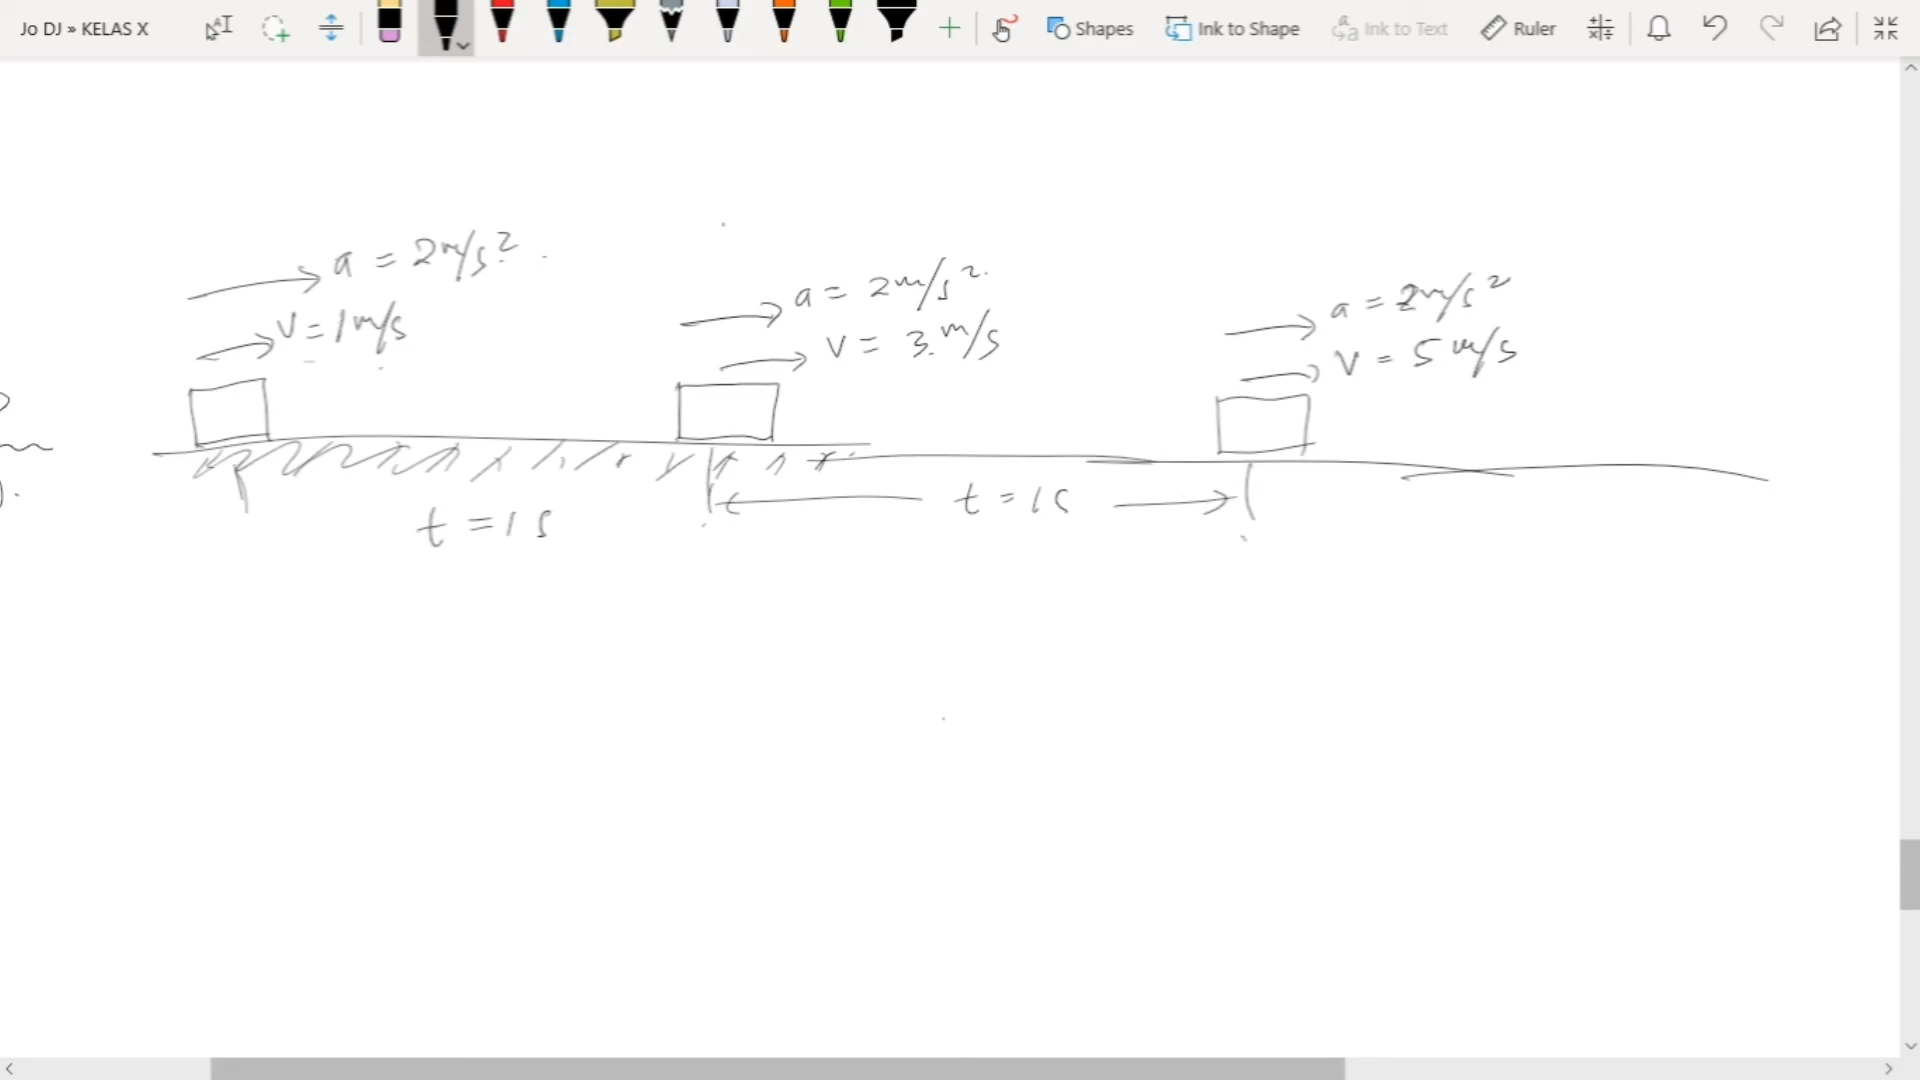 Jo DJ » KELAS X
Shapes
Ink to Shape
Ink to Text
Ruler
a = 2 m/s²
v = 1 m/s
a = 2 m/s²
v = 3 m/s
a = 2 m/s²
v = 5 m/s
t = 1 s
t = 1 s